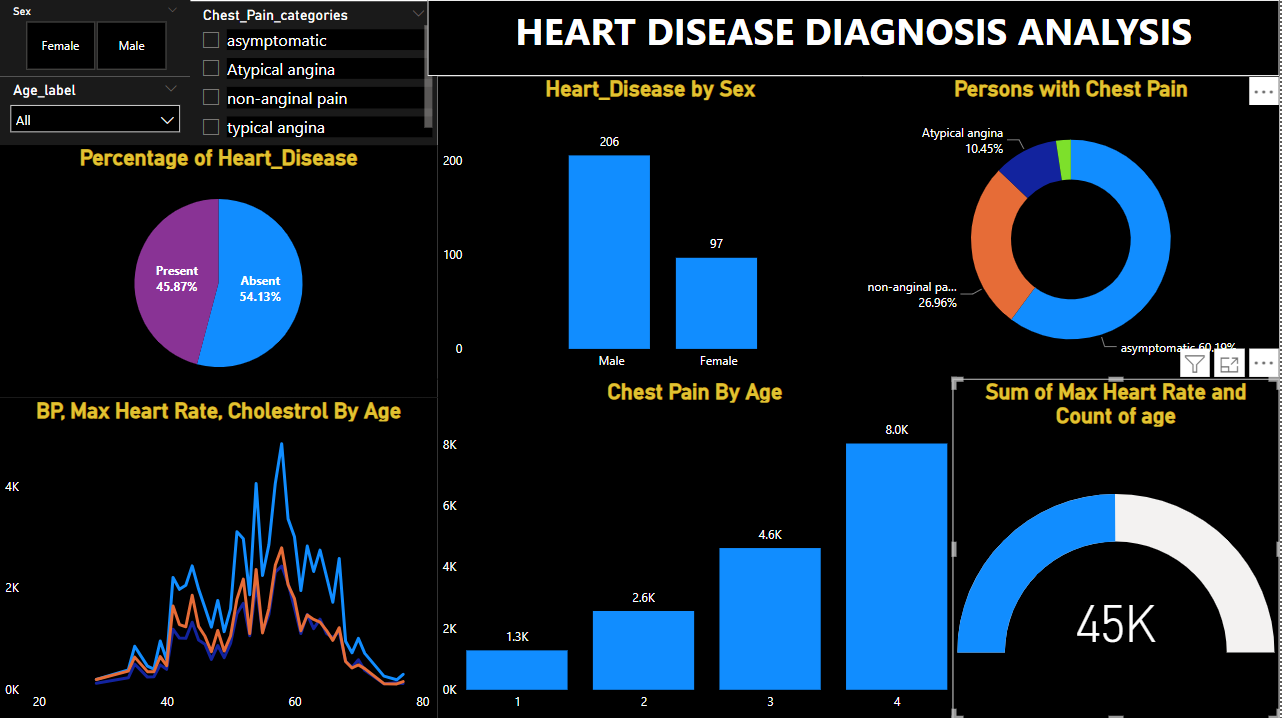 Sex
Female
Male
Age_label
All
Chest_Pain_categories
asymptomatic
Atypical angina
non-anginal pain
typical angina
HEART DISEASE DIAGNOSIS ANALYSIS
Percentage of Heart_Disease
Present
45.87%
Absent
54.13%
Heart_Disease by Sex
200
100
0
206
97
Male
Female
Persons with Chest Pain
Atypical angina
10.45%
non-anginal pa...
26.96%
asymptomatic 60.19%
BP, Max Heart Rate, Cholestrol By Age
4K
2K
0K
20
40
60
80
Chest Pain By Age
8K
6K
4K
2K
0K
1.3K
2.6K
4.6K
8.0K
1
2
3
4
Sum of Max Heart Rate and
Count of age
45K